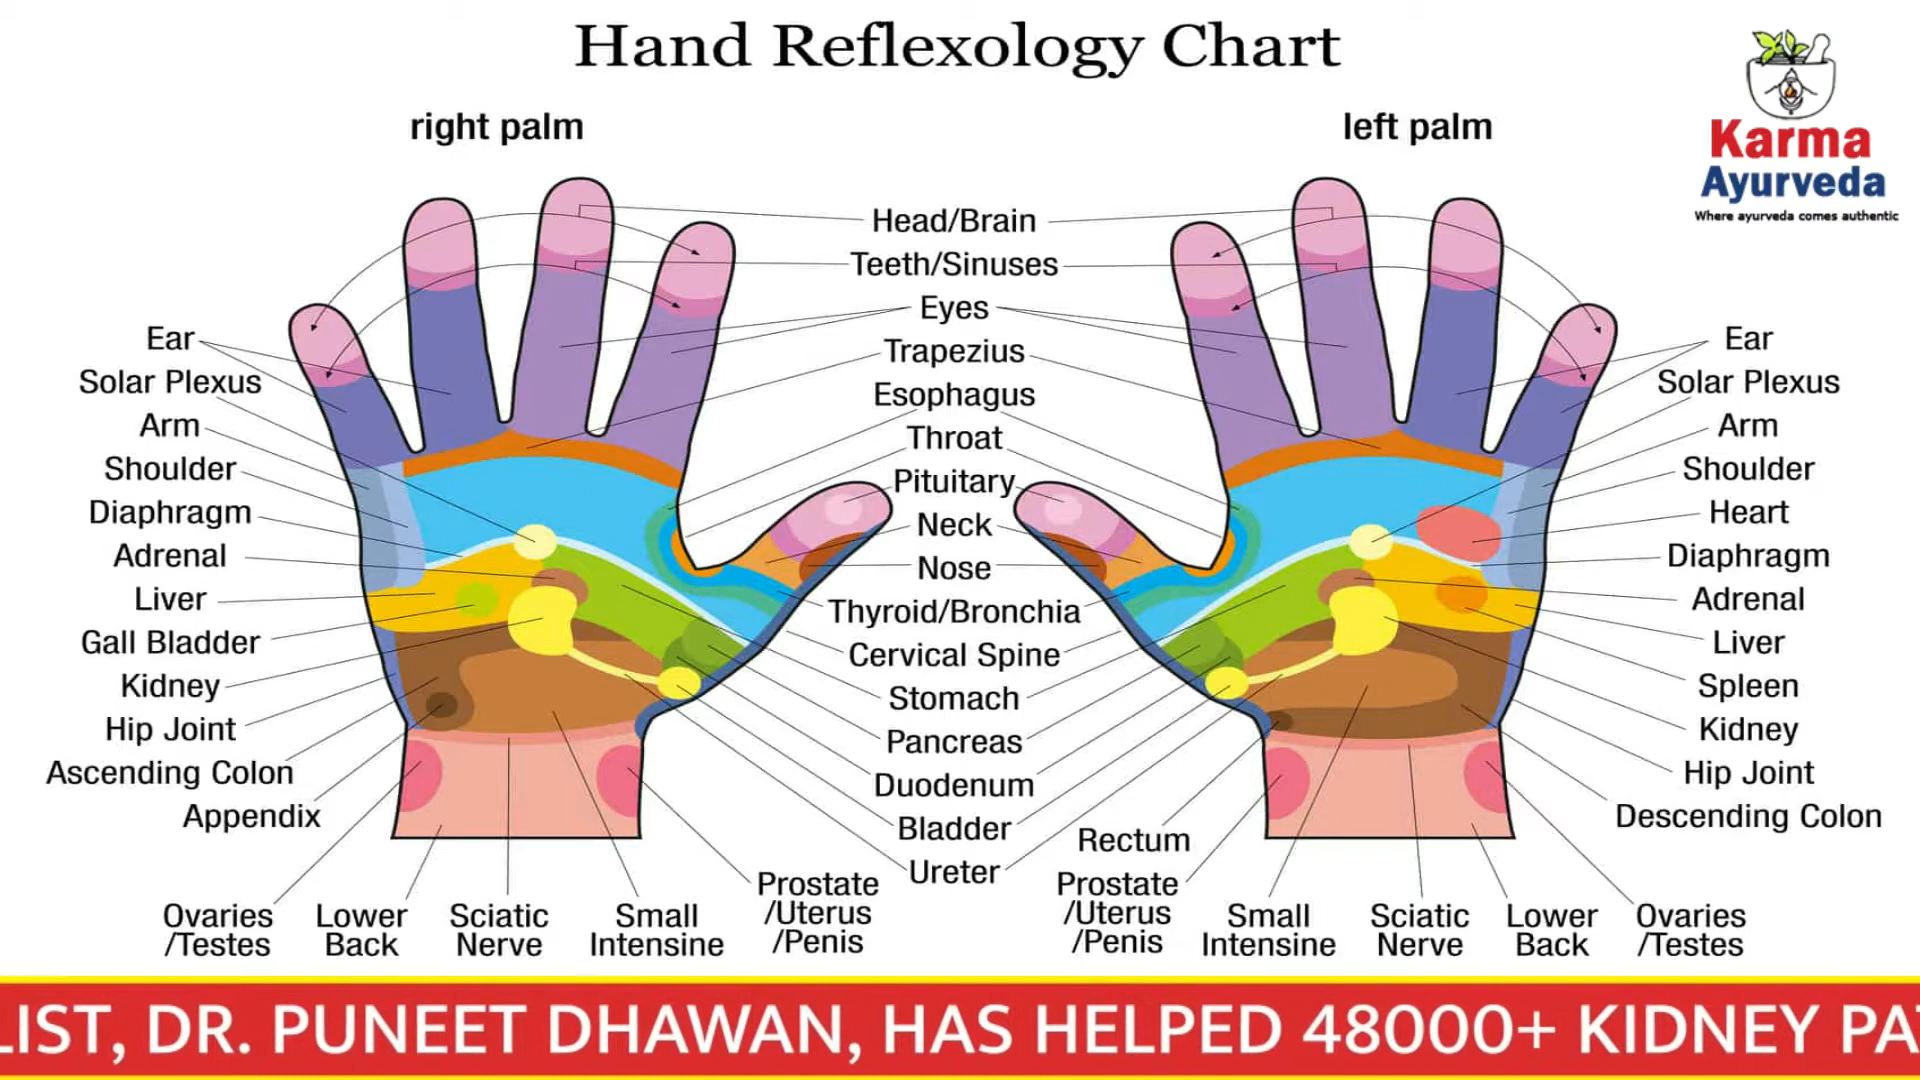 Hand Reflexology Chart
right palm
left palm
Karma
Ayurveda
Where ayurveda comes authentic
Head/Brain
Teeth/Sinuses
Eyes
Trapezius
Esophagus
Throat
Pituitary
Neck
Nose
Thyroid/Bronchia
Cervical Spine
Stomach
Pancreas
Duodenum
Bladder
Ureter
Ear
Solar Plexus
Arm
Shoulder
Diaphragm
Adrenal
Liver
Gall Bladder
Kidney
Hip Joint
Ascending Colon
Appendix
Ear
Solar Plexus
Arm
Shoulder
Heart
Diaphragm
Adrenal
Liver
Spleen
Kidney
Hip Joint
Descending Colon
Ovaries
/Testes
Lower
Back
Sciatic
Nerve
Small
Intensine
Prostate
/Uterus
/Penis
Rectum
Prostate
/Uterus
/Penis
Small
Intensine
Sciatic
Nerve
Lower
Back
Ovaries
/Testes
LIST, DR. PUNEET DHAWAN, HAS HELPED 48000+ KIDNEY PA